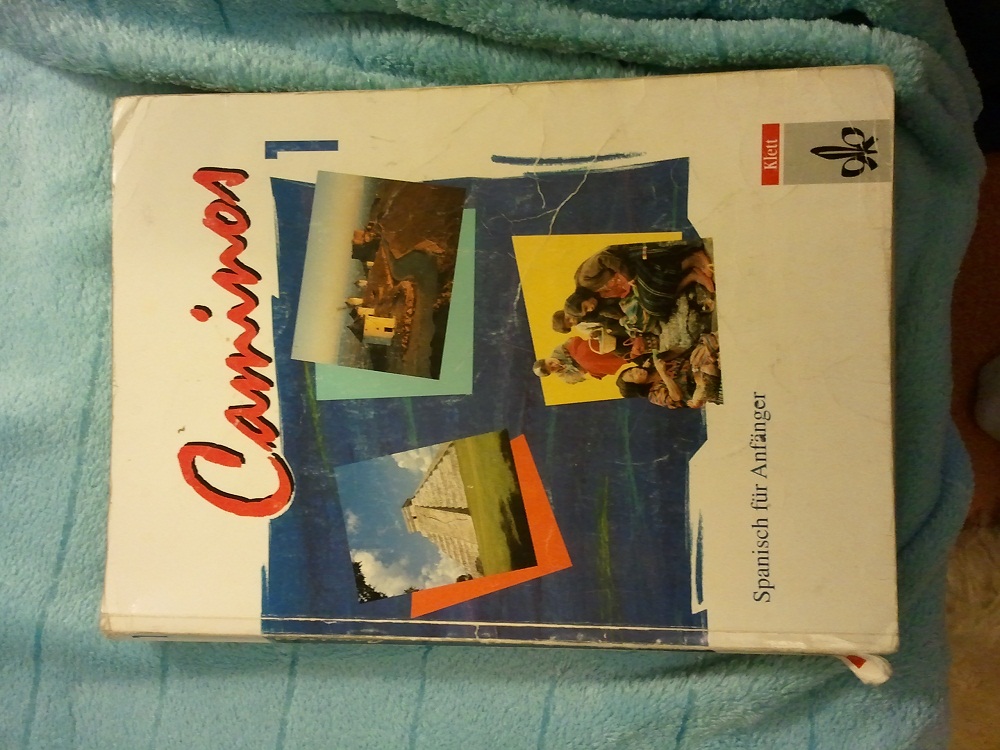 Caminos
1
Klett
Spanisch für Anfänger